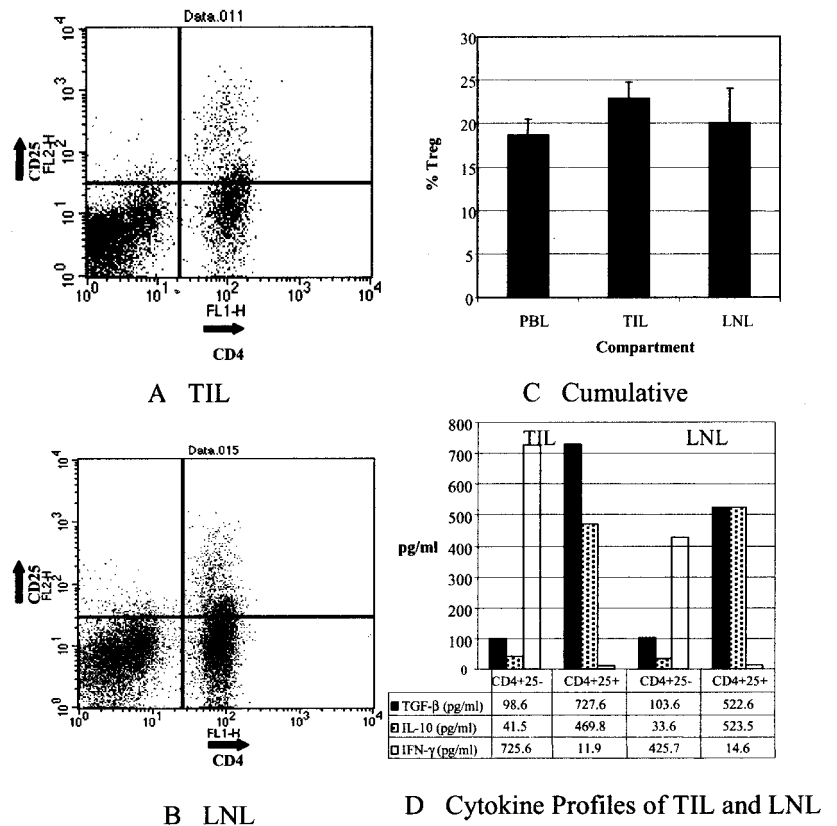 Data.011
10^4
10^3
10^2
10^1
10^0
CD25
FL2-H
10^0 10^1 10^2 10^3 10^4
FL1-H
CD4
A TIL
30
25
20
15
10
5
0
% Treg
PBL TIL LNL
Compartment
C Cumulative
Data.015
10^4
10^3
10^2
10^1
10^0
CD25
FL2-H
10^0 10^1 10^2 10^3 10^4
FL1-H
CD4
B LNL
800
700
600
500
400
300
200
100
0
pg/ml
TIL LNL
CD4+25- CD4+25+ CD4+25- CD4+25+
TGF-β (pg/ml) 98.6 727.6 103.6 522.6
IL-10 (pg/ml) 41.5 469.8 33.6 523.5
IFN-γ (pg/ml) 725.6 11.9 425.7 14.6
D Cytokine Profiles of TIL and LNL